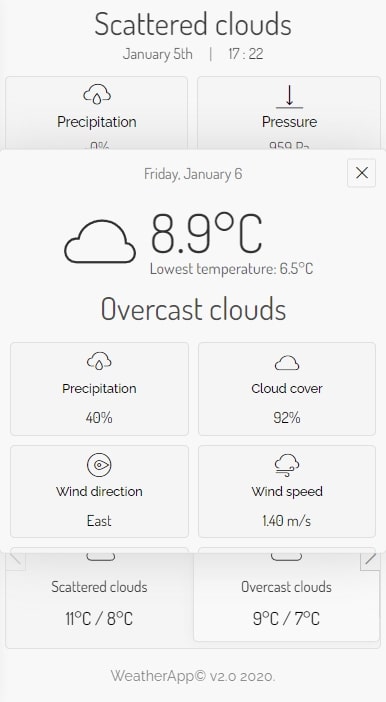 Scattered clouds
January 5th | 17 : 22
Precipitation
Pressure
0%
959 Pa
Friday, January 6
8.9°C
Lowest temperature: 6.5°C
Overcast clouds
Precipitation
40%
Cloud cover
92%
Wind direction
East
Wind speed
1.40 m/s
Scattered clouds
11°C / 8°C
Overcast clouds
9°C / 7°C
WeatherApp© v2.0 2020.